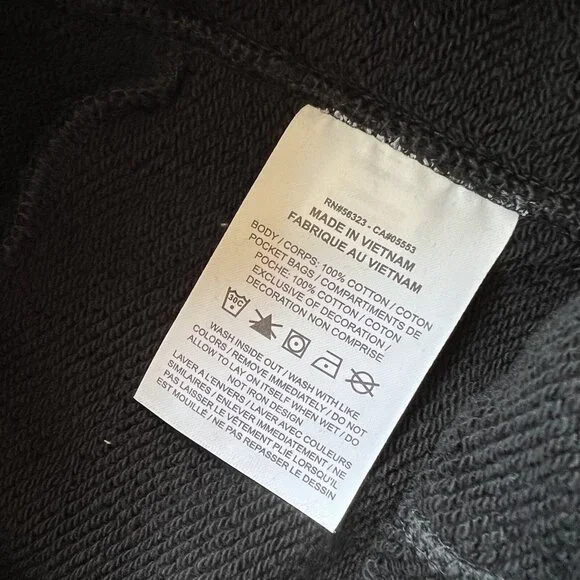 RN#56323 - CA#05553
MADE IN VIETNAM
FABRIQUE AU VIETNAM
BODY / CORPS: 100% COTTON / COTON
POCKET BAGS / COMPARTIMENTS DE
POCHE: 100% COTTON / COTON
EXCLUSIVE OF DECORATION /
DECORATION NON COMPRISE
30C
WASH INSIDE OUT / WASH WITH LIKE
COLORS / REMOVE IMMEDIATELY / DO NOT
ALLOW TO LAY ON ITSELF WHEN WET / DO
NOT IRON DESIGN
LAVER A L'ENVERS / LAVER AVEC COULEURS
SIMILAIRES / ENLEVER IMMEDIATEMENT / NE
PAS LAISSER LE VÊTEMENT PLIÉ LORSQU'IL
EST MOUILLÉ / NE PAS REPASSER LE DESSIN